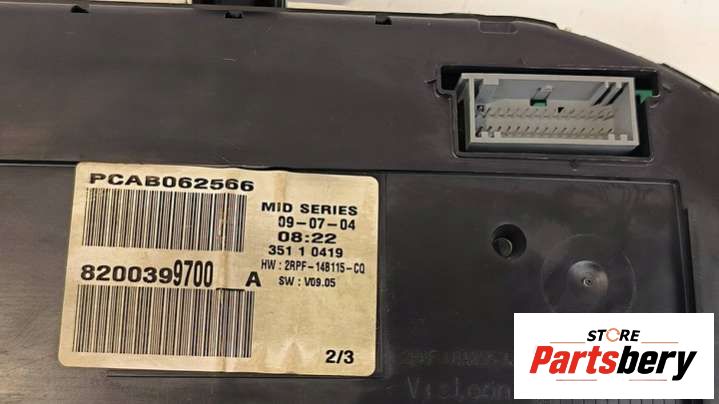 PCAB062566
8200399700 A
MID SERIES
09-07-04
08:22
351 1 0419
HW : 2RPF-14B115-CQ
SW : V09.05
2/3
STORE
Partsbery